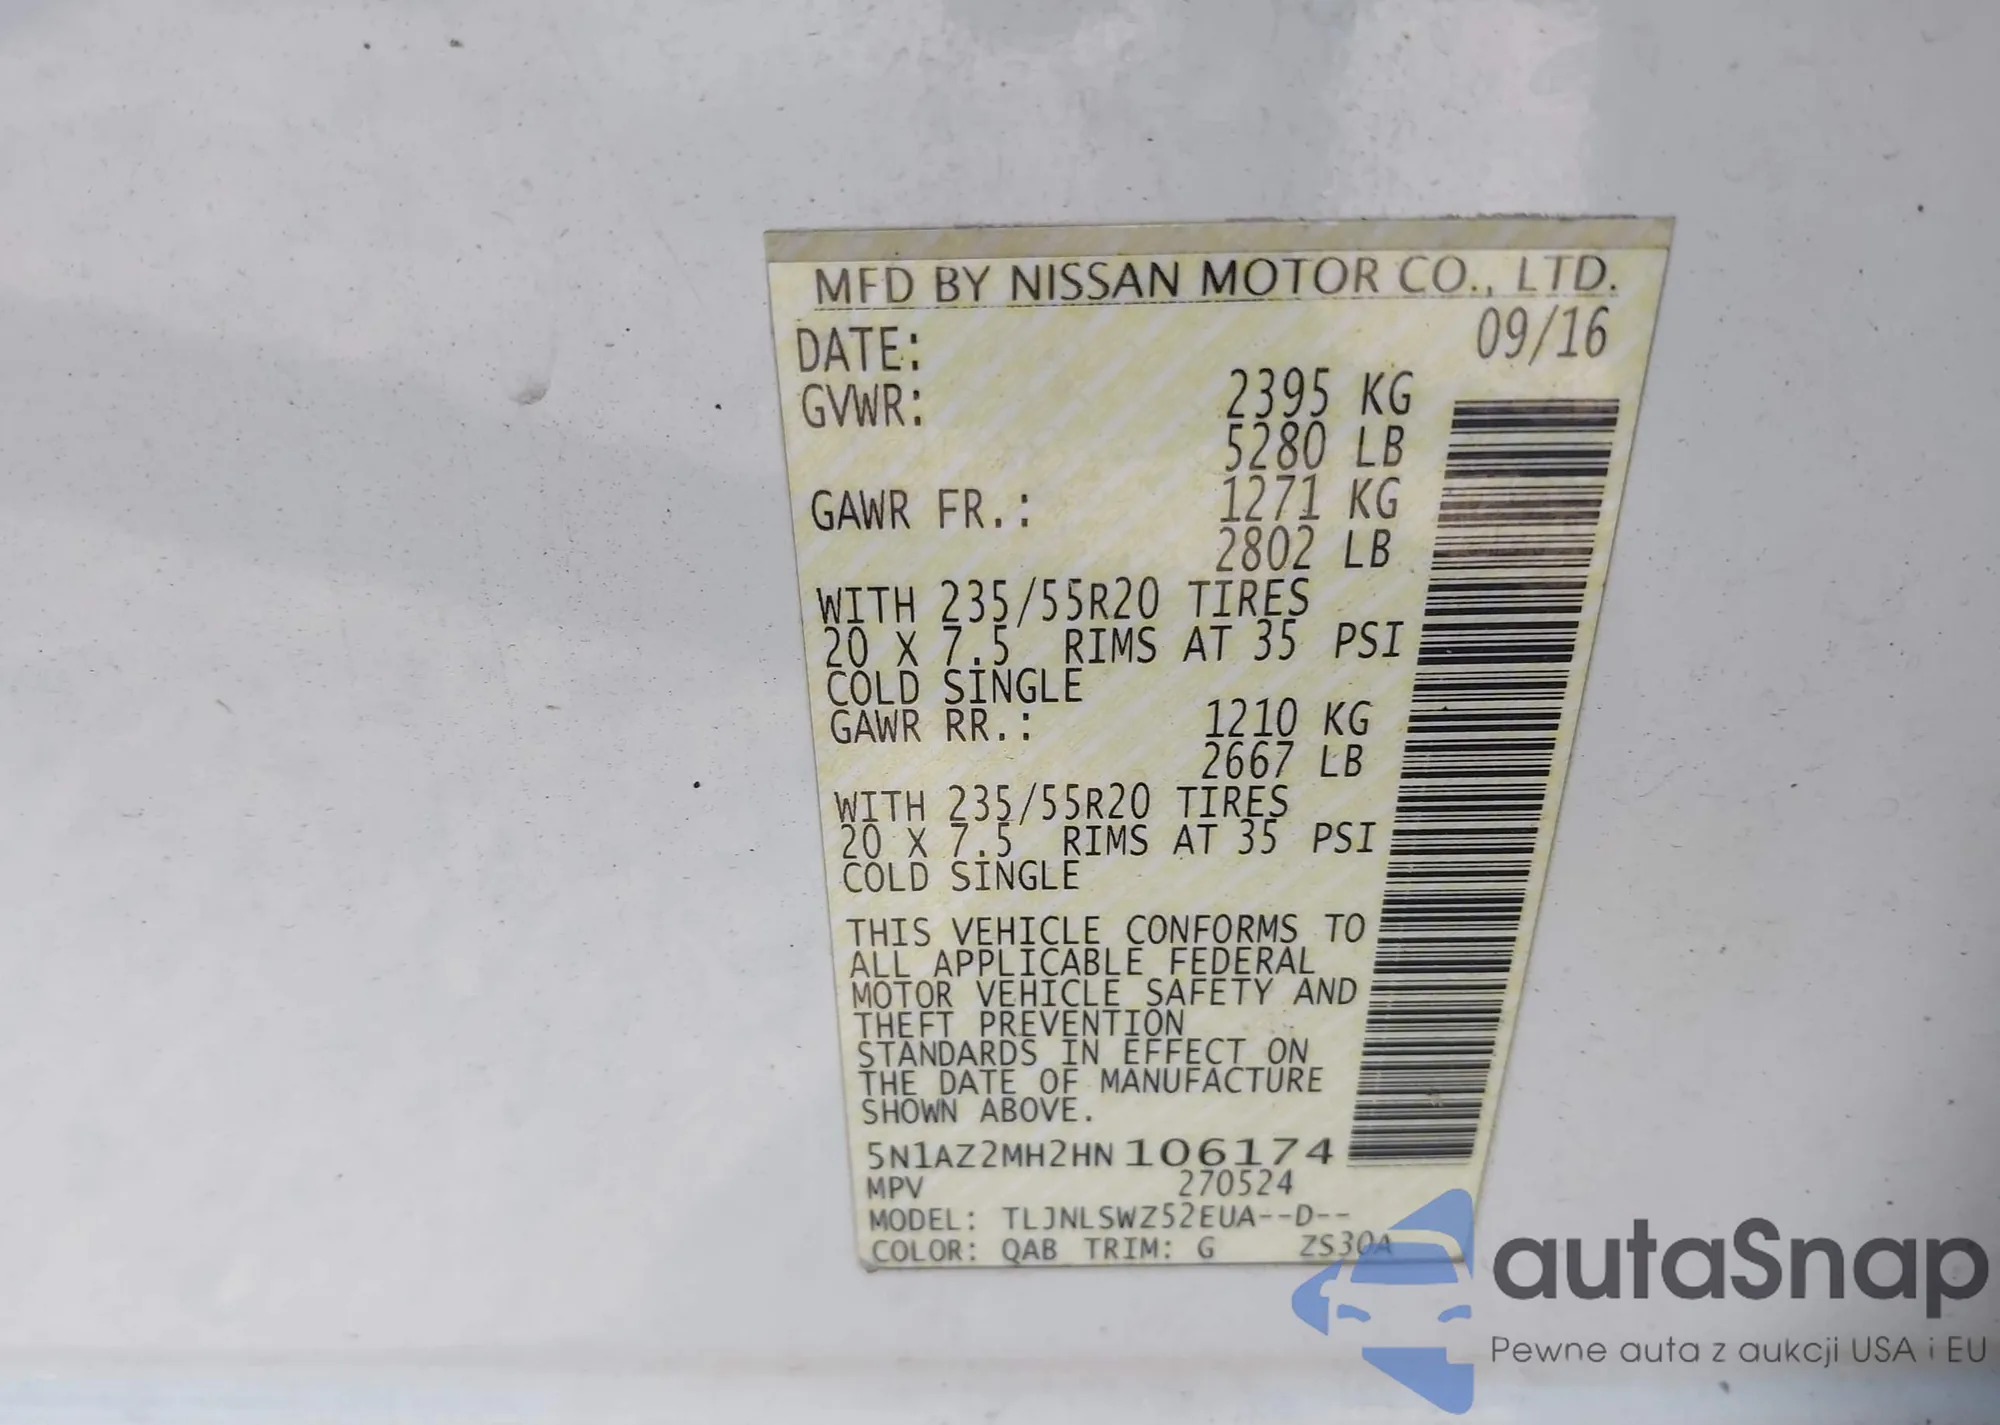 MFD BY NISSAN MOTOR CO., LTD.
DATE: 09/16
GVWR: 2395 KG
5280 LB
GAWR FR.: 1271 KG
2802 LB
WITH 235/55R20 TIRES
20 X 7.5 RIMS AT 35 PSI
COLD SINGLE
GAWR RR.: 1210 KG
2667 LB
WITH 235/55R20 TIRES
20 X 7.5 RIMS AT 35 PSI
COLD SINGLE
THIS VEHICLE CONFORMS TO
ALL APPLICABLE FEDERAL
MOTOR VEHICLE SAFETY AND
THEFT PREVENTION
STANDARDS IN EFFECT ON
THE DATE OF MANUFACTURE
SHOWN ABOVE.
5N1AZ2MH2HN106174
MPV 270524
MODEL: TLJNLSWZ52EUA--D--
COLOR: QAB TRIM: G ZS30A
autaSnap
Pewne auta z aukcji USA i EU